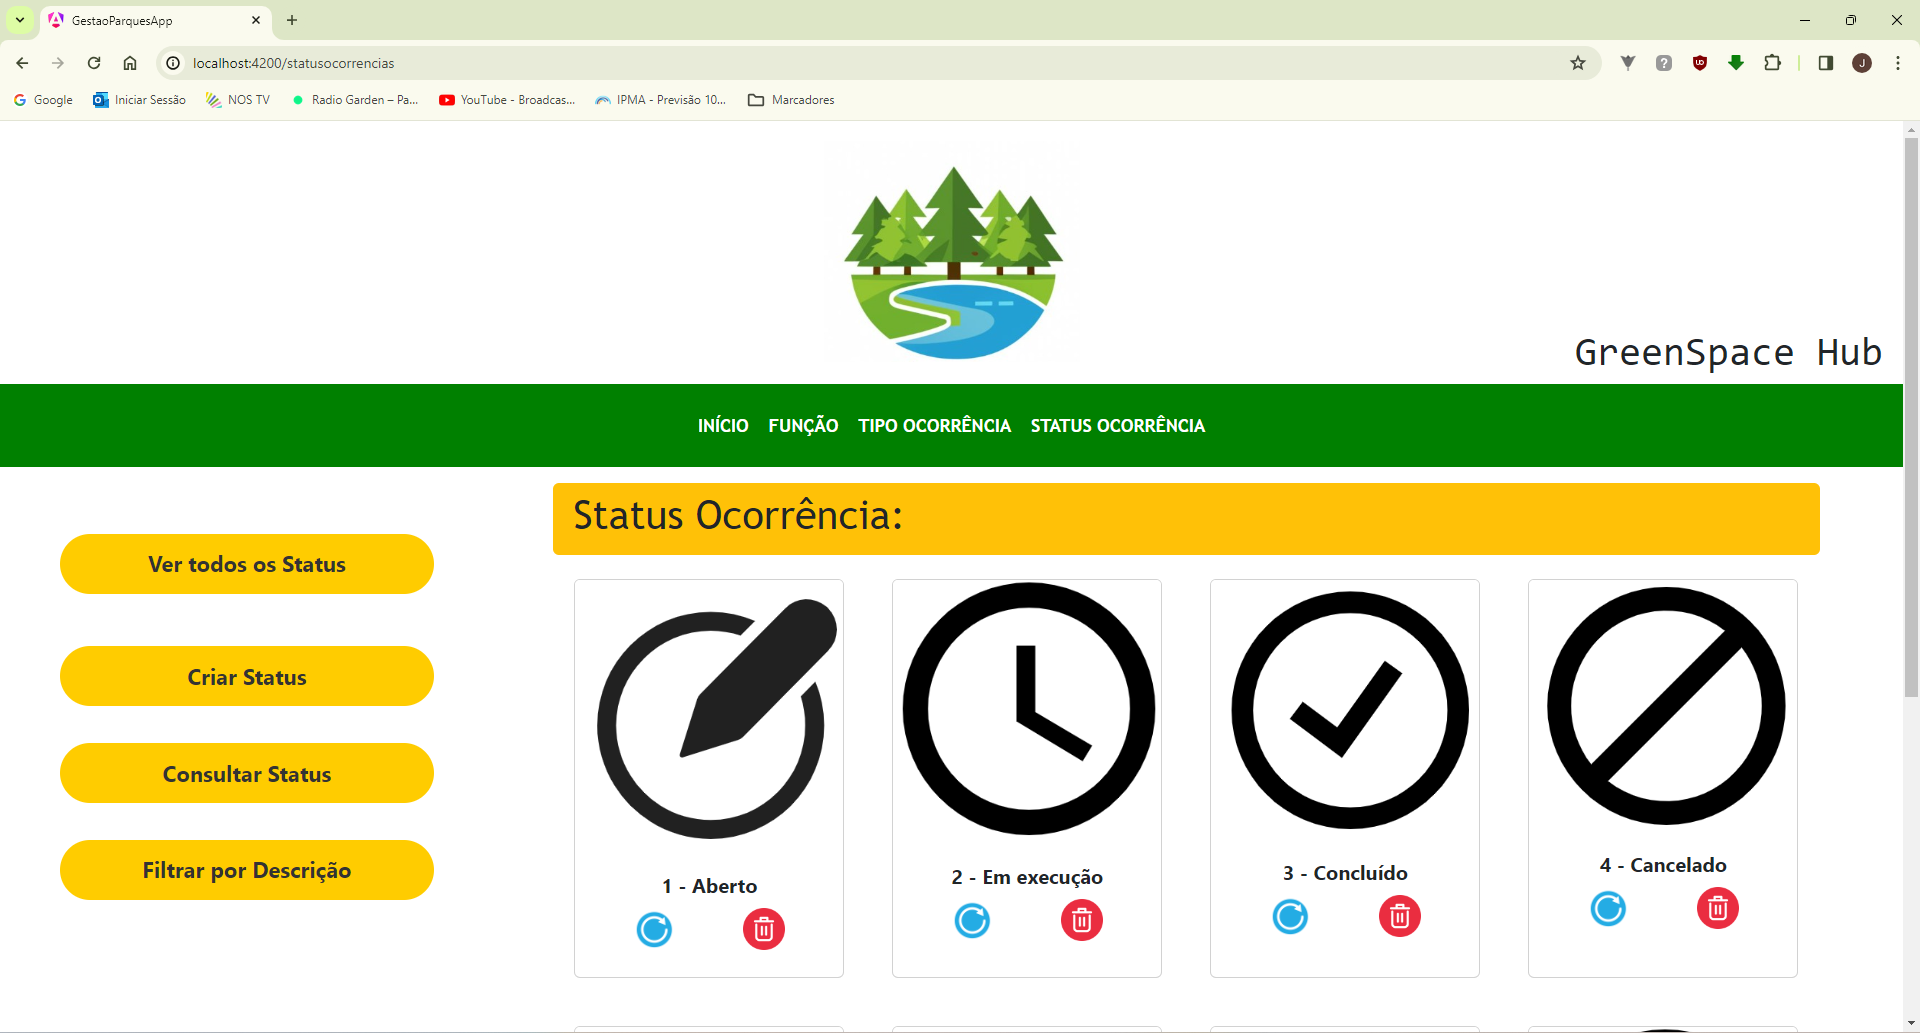 GestaoParquesApp
localhost:4200/statusocorrencias
J
Google
Iniciar Sessão
NOS TV
Radio Garden – Pa...
YouTube - Broadcas...
IPMA - Previsão 10...
Marcadores
GreenSpace Hub
INÍCIO FUNÇÃO TIPO OCORRÊNCIA STATUS OCORRÊNCIA
Ver todos os Status
Criar Status
Consultar Status
Filtrar por Descrição
Status Ocorrência:
1 - Aberto
2 - Em execução
3 - Concluído
4 - Cancelado